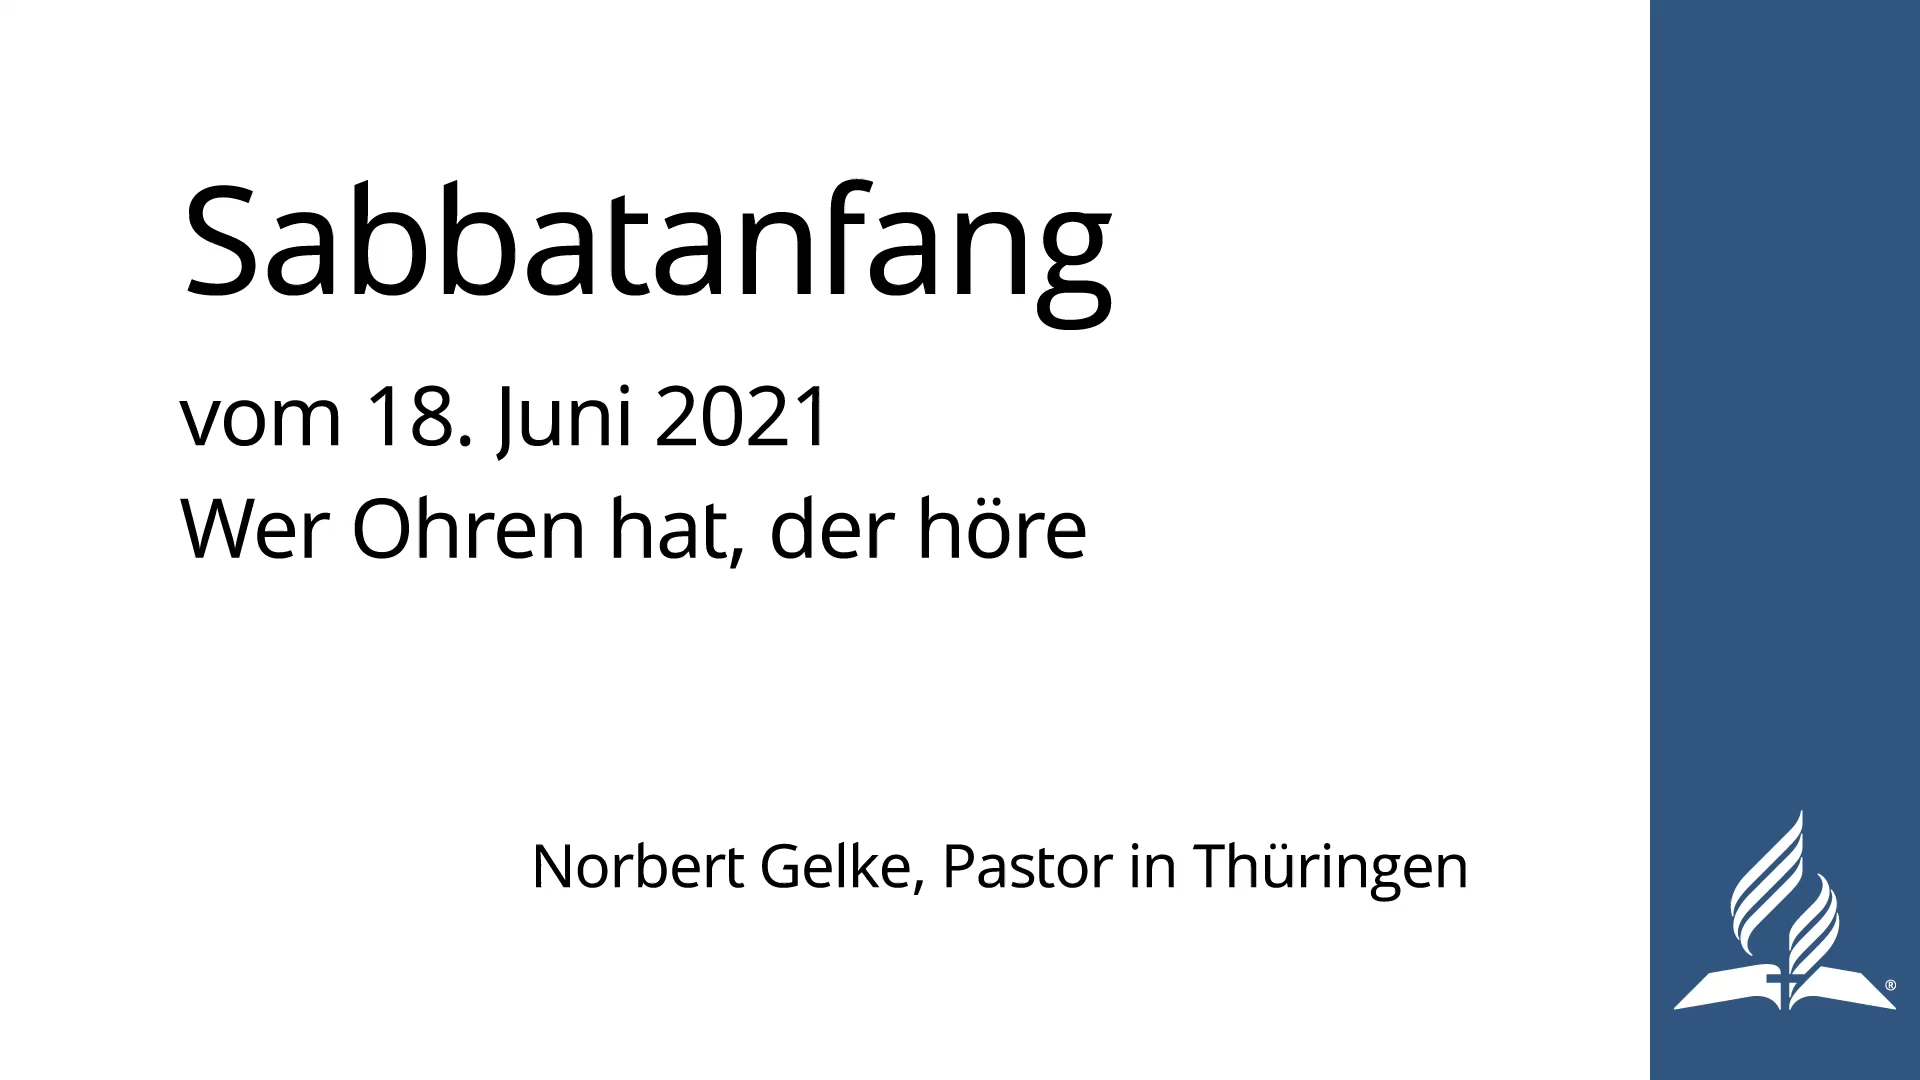 Sabbatanfang
vom 18. Juni 2021
Wer Ohren hat, der höre
Norbert Gelke, Pastor in Thüringen
®